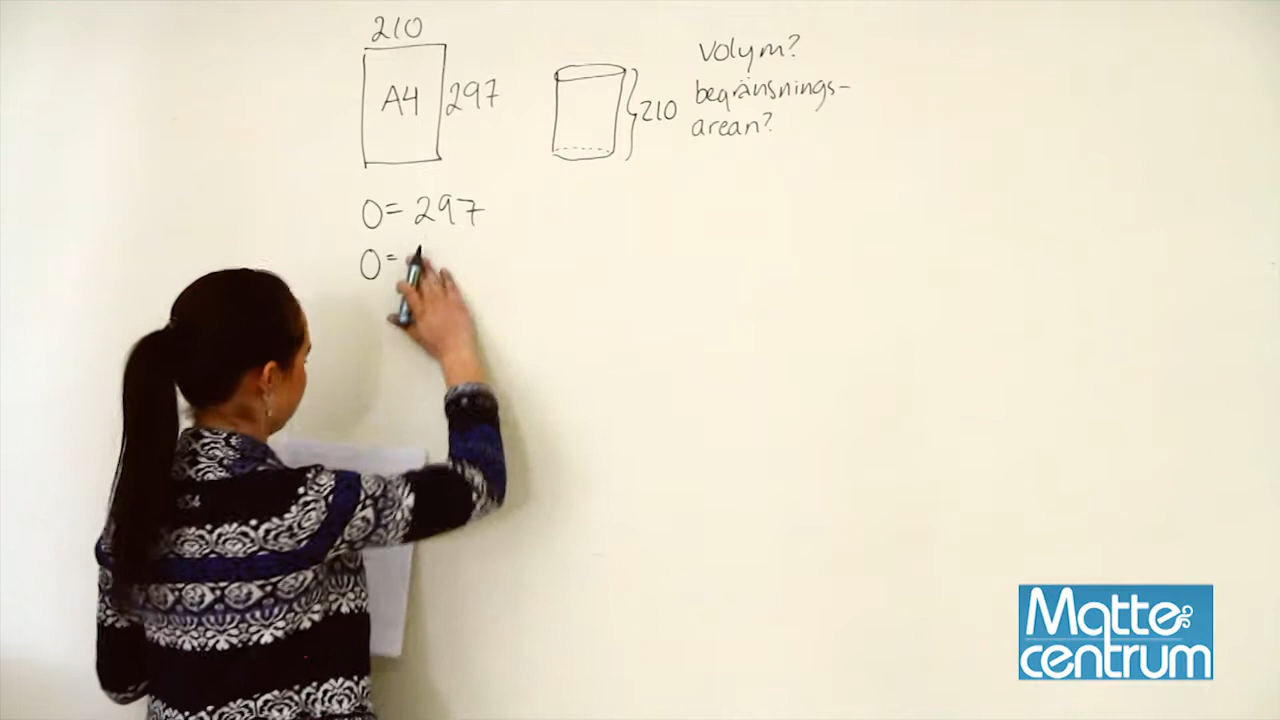 210
A4
297
210
volym?
begränsnings-
arean?
O = 297
O =
Matte
centrum